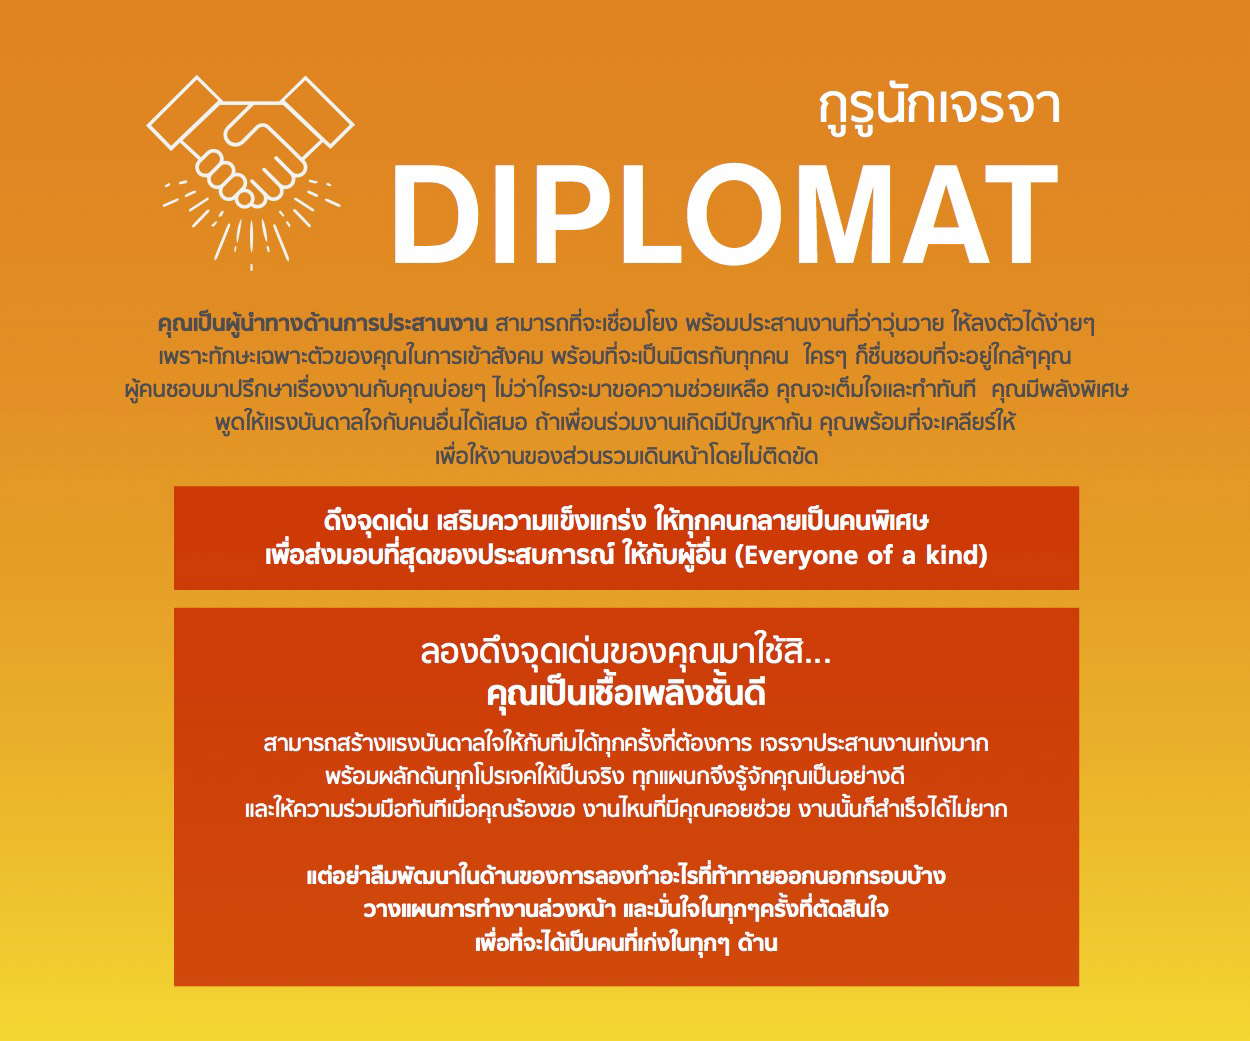 กูรูนักเจรจา
DIPLOMAT
คุณเป็นผู้นำทางด้านการประสานงาน สามารถที่จะเชื่อมโยง พร้อมประสานงานที่ว่าวุ่นวาย ให้ลงตัวได้ง่ายๆ
เพราะทักษะเฉพาะตัวของคุณในการเข้าสังคม พร้อมที่จะเป็นมิตรกับทุกคน ใครๆ ก็ชื่นชอบที่จะอยู่ใกล้ๆคุณ
ผู้คนชอบมาปรึกษาเรื่องงานกับคุณบ่อยๆ ไม่ว่าใครจะมาขอความช่วยเหลือ คุณจะเต็มใจและทำทันที คุณมีพลังพิเศษ
พูดให้แรงบันดาลใจกับคนอื่นได้เสมอ ถ้าเพื่อนร่วมงานเกิดมีปัญหากัน คุณพร้อมที่จะเคลียร์ให้
เพื่อให้งานของส่วนรวมเดินหน้าโดยไม่ติดขัด
ดึงจุดเด่น เสริมความแข็งแกร่ง ให้ทุกคนกลายเป็นคนพิเศษ
เพื่อส่งมอบที่สุดของประสบการณ์ ให้กับผู้อื่น (Everyone of a kind)
ลองดึงจุดเด่นของคุณมาใช้สิ...
คุณเป็นเชื้อเพลิงชั้นดี
สามารถสร้างแรงบันดาลใจให้กับทีมได้ทุกครั้งที่ต้องการ เจรจาประสานงานเก่งมาก
พร้อมผลักดันทุกโปรเจคให้เป็นจริง ทุกแผนกจึงรู้จักคุณเป็นอย่างดี
และให้ความร่วมมือทันทีเมื่อคุณร้องขอ งานไหนที่มีคุณคอยช่วย งานนั้นก็สำเร็จได้ไม่ยาก
แต่อย่าลืมพัฒนาในด้านของการลองทำอะไรที่ท้าทายออกนอกกรอบบ้าง
วางแผนการทำงานล่วงหน้า และมั่นใจในทุกๆครั้งที่ตัดสินใจ
เพื่อที่จะได้เป็นคนที่เก่งในทุกๆ ด้าน